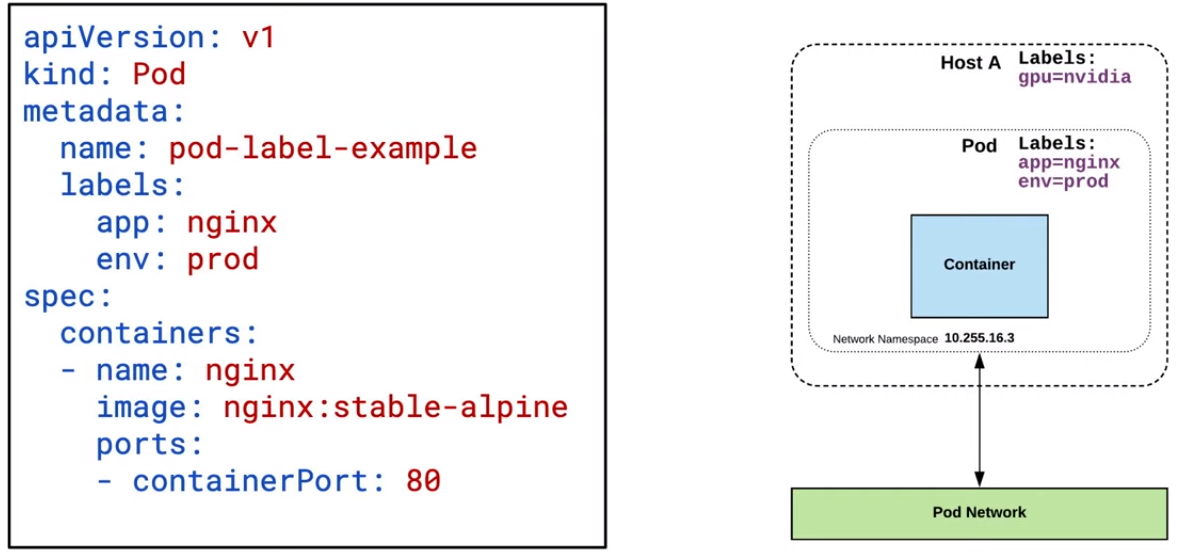 apiVersion: v1
kind: Pod
metadata:
  name: pod-label-example
  labels:
    app: nginx
    env: prod
spec:
  containers:
  - name: nginx
    image: nginx:stable-alpine
    ports:
    - containerPort: 80
Host A Labels:
gpu=nvidia
Pod Labels:
app=nginx
env=prod
Container
Network Namespace 10.255.16.3
Pod Network